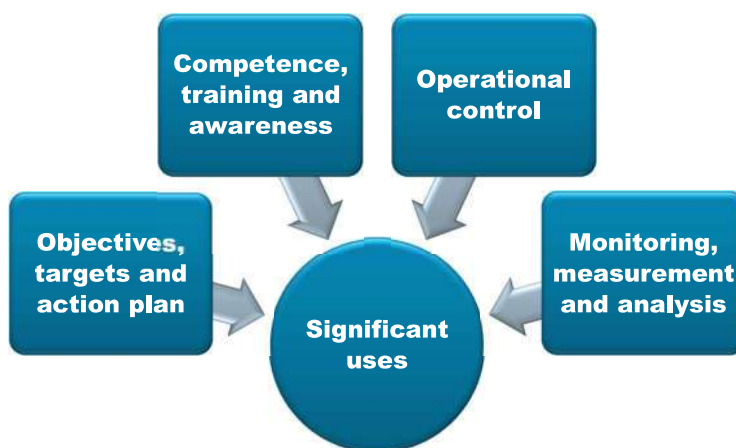 Competence,
training and
awareness
Operational
control
Objectives,
targets and
action plan
Monitoring,
measurement
and analysis
Significant
uses